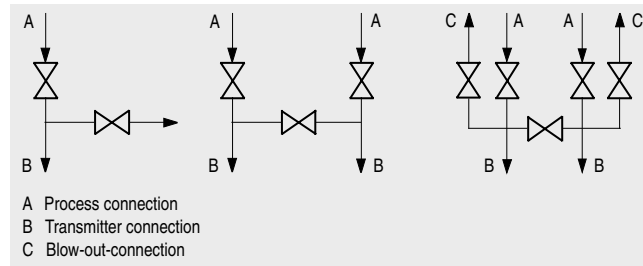 A A A C A A C
B B B B B
A Process connection
B Transmitter connection
C Blow-out-connection